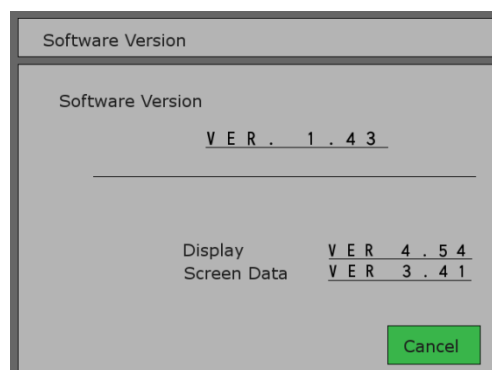 Software Version
Software Version
VER. 1.43
Display VER 4.54
Screen Data VER 3.41
Cancel